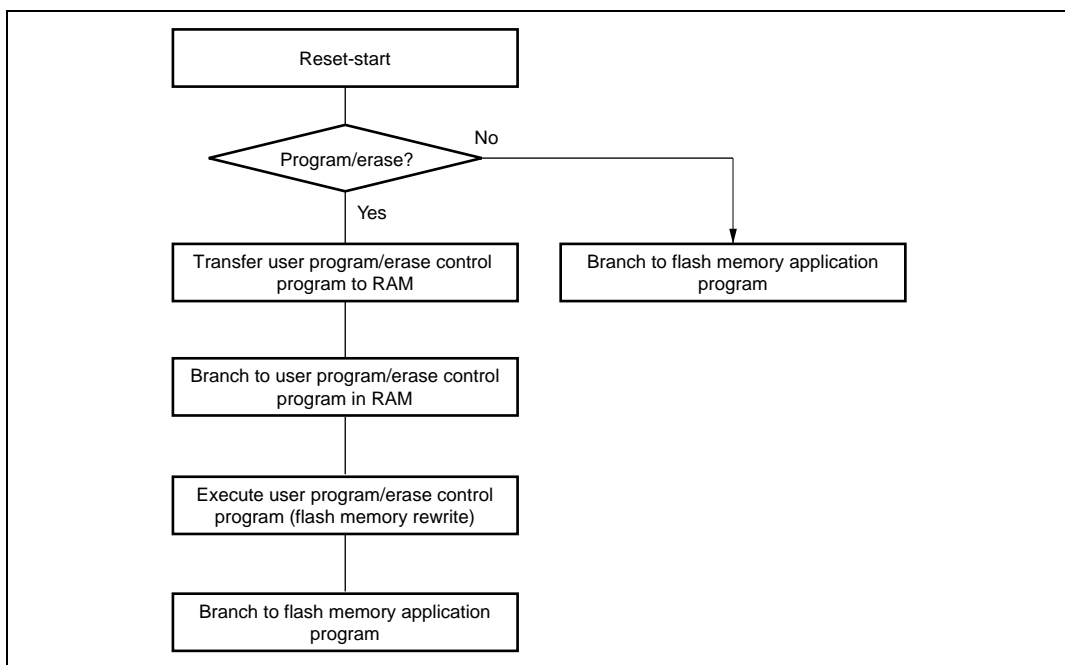 Reset-start
No
Program/erase?
Yes
Transfer user program/erase control
program to RAM
Branch to flash memory application
program
Branch to user program/erase control
program in RAM
Execute user program/erase control
program (flash memory rewrite)
Branch to flash memory application
program